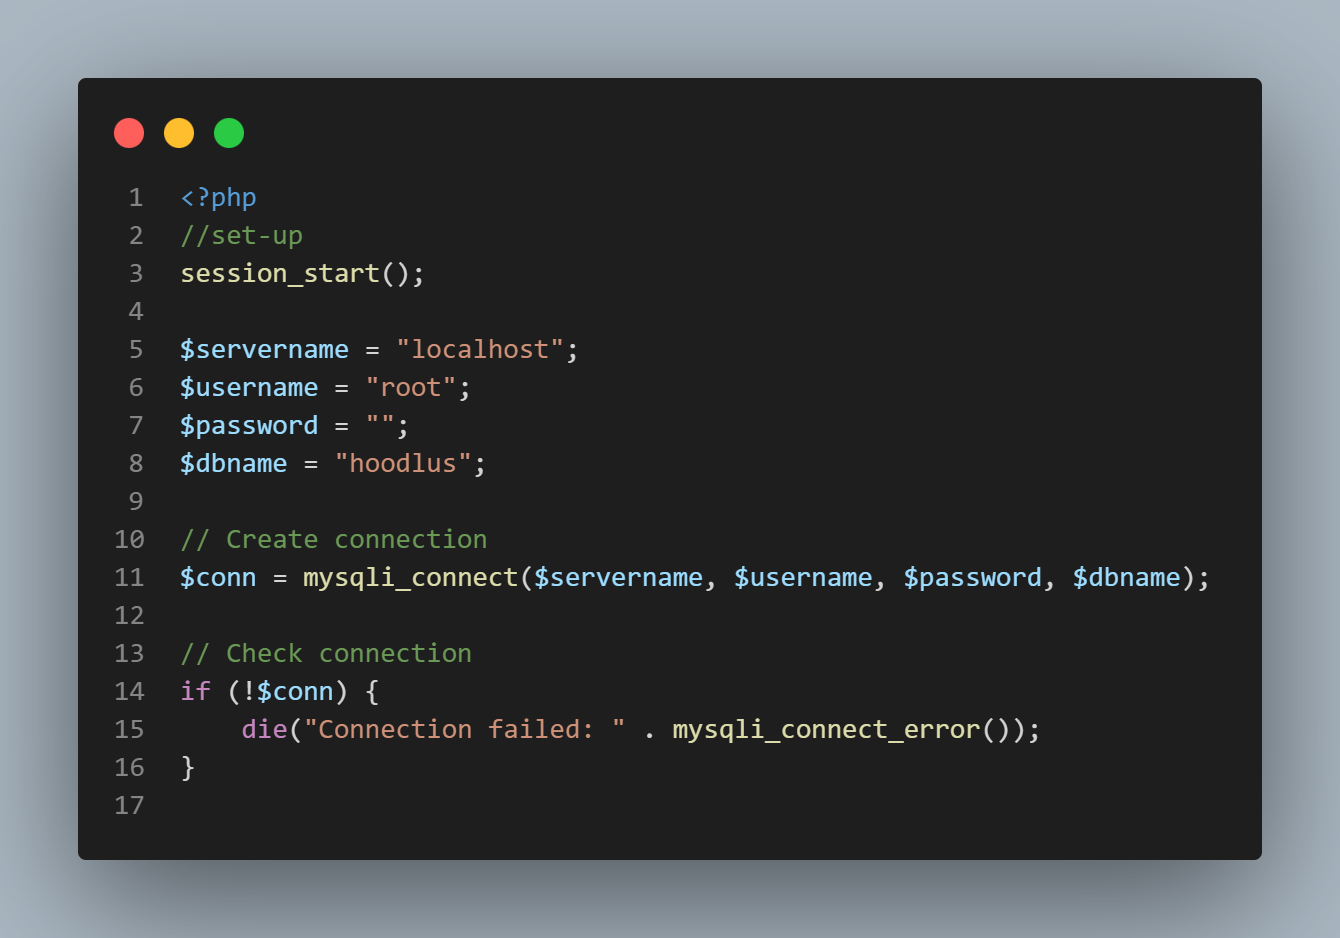 1 <?php
2 //set-up
3 session_start();
4
5 $servername = "localhost";
6 $username = "root";
7 $password = "";
8 $dbname = "hoodlus";
9
10 // Create connection
11 $conn = mysqli_connect($servername, $username, $password, $dbname);
12
13 // Check connection
14 if (!$conn) {
15     die("Connection failed: " . mysqli_connect_error());
16 }
17